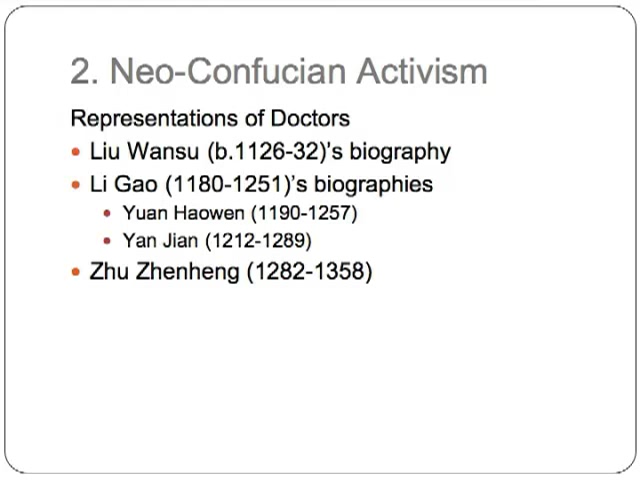 2. Neo-Confucian Activism
Representations of Doctors
• Liu Wansu (b.1126-32)'s biography
• Li Gao (1180-1251)’s biographies
• Yuan Haowen (1190-1257)
• Yan Jian (1212-1289)
• Zhu Zhenheng (1282-1358)